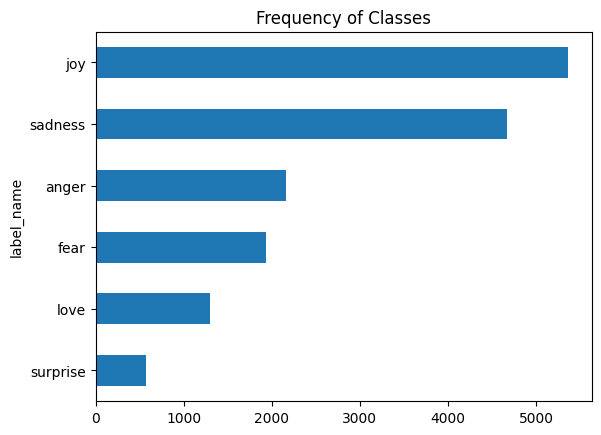 Frequency of Classes
joy
sadness
anger
fear
love
surprise
label_name
0 1000 2000 3000 4000 5000